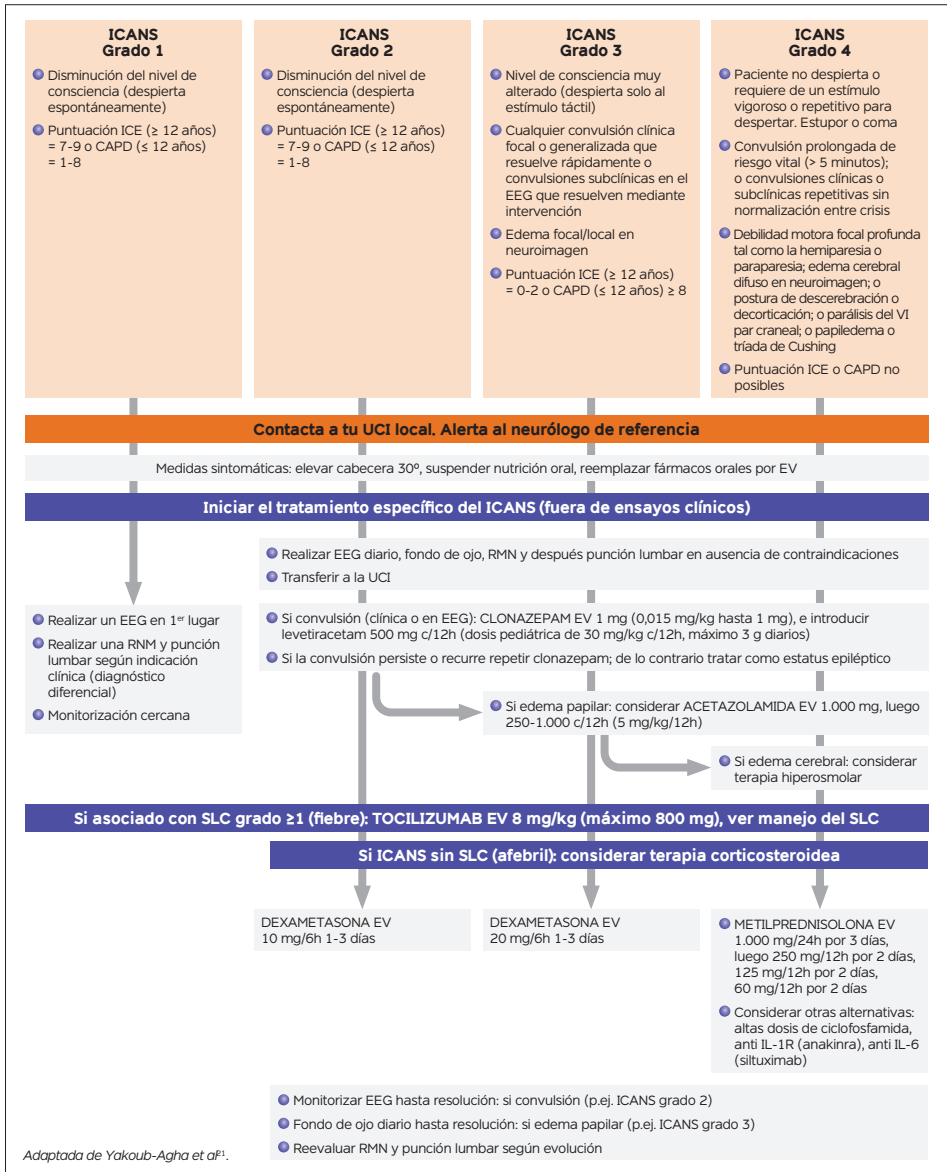 ICANS
Grado 1
Disminución del nivel de
consciencia (despierta
espontáneamente)
Puntuación ICE (≥ 12 años)
= 7-9 o CAPD (≤ 12 años)
= 1-8
ICANS
Grado 2
Disminución del nivel de
consciencia (despierta
espontáneamente)
Puntuación ICE (≥ 12 años)
= 7-9 o CAPD (≤ 12 años)
= 1-8
ICANS
Grado 3
Nivel de consciencia muy
alterado (despierta solo al
estímulo táctil)
Cualquier convulsión clínica
focal o generalizada que
resuelve rápidamente o
convulsiones subclínicas en el
EEG que resuelven mediante
intervención
Edema focal/local en
neuroimagen
Puntuación ICE (≥ 12 años)
= 0-2 o CAPD (≤ 12 años) ≥ 8
ICANS
Grado 4
Paciente no despierta o
requiere de un estímulo
vigoroso o repetitivo para
despertar. Estupor o coma
Convulsión prolongada de
riesgo vital (> 5 minutos);
o convulsiones clínicas o
subclínicas repetitivas sin
normalización entre crisis
Debilidad motora focal profunda
tal como la hemiparesia o
paraparesia; edema cerebral
difuso en neuroimagen; o
postura de descerebración o
decorticación; o parálisis del VI
par craneal; o papiledema o
tríada de Cushing
Puntuación ICE o CAPD no
posibles
Contacta a tu UCI local. Alerta al neurólogo de referencia
Medidas sintomáticas: elevar cabecera 30º, suspender nutrición oral, reemplazar fármacos orales por EV
Iniciar el tratamiento específico del ICANS (fuera de ensayos clínicos)
Realizar EEG diario, fondo de ojo, RMN y después punción lumbar en ausencia de contraindicaciones
Transferir a la UCI
Realizar un EEG en 1er lugar
Realizar una RNM y punción
lumbar según indicación
clínica (diagnóstico
diferencial)
Monitorización cercana
Si convulsión (clínica o en EEG): CLONAZEPAM EV 1 mg (0,015 mg/kg hasta 1 mg), e introducir
levetiracetam 500 mg c/12h (dosis pediátrica de 30 mg/kg c/12h, máximo 3 g diarios)
Si la convulsión persiste o recurre repetir clonazepam; de lo contrario tratar como estatus epiléptico
Si edema papilar: considerar ACETAZOLAMIDA EV 1.000 mg, luego
250-1.000 c/12h (5 mg/kg/12h)
Si edema cerebral: considerar
terapia hiperosmolar
Si asociado con SLC grado ≥1 (fiebre): TOCILIZUMAB EV 8 mg/kg (máximo 800 mg), ver manejo del SLC
Si ICANS sin SLC (afebril): considerar terapia corticosteroidea
DEXAMETASONA EV
10 mg/6h 1-3 días
DEXAMETASONA EV
20 mg/6h 1-3 días
METILPREDNISOLONA EV
1.000 mg/24h por 3 días,
luego 250 mg/12h por 2 días,
125 mg/12h por 2 días,
60 mg/12h por 2 días
Considerar otras alternativas:
altas dosis de ciclofosfamida,
anti IL-1R (anakinra), anti IL-6
(siltuximab)
Monitorizar EEG hasta resolución: si convulsión (p.ej. ICANS grado 2)
Fondo de ojo diario hasta resolución: si edema papilar (p.ej. ICANS grado 3)
Reevaluar RMN y punción lumbar según evolución
Adaptada de Yakoub-Agha et al²¹.